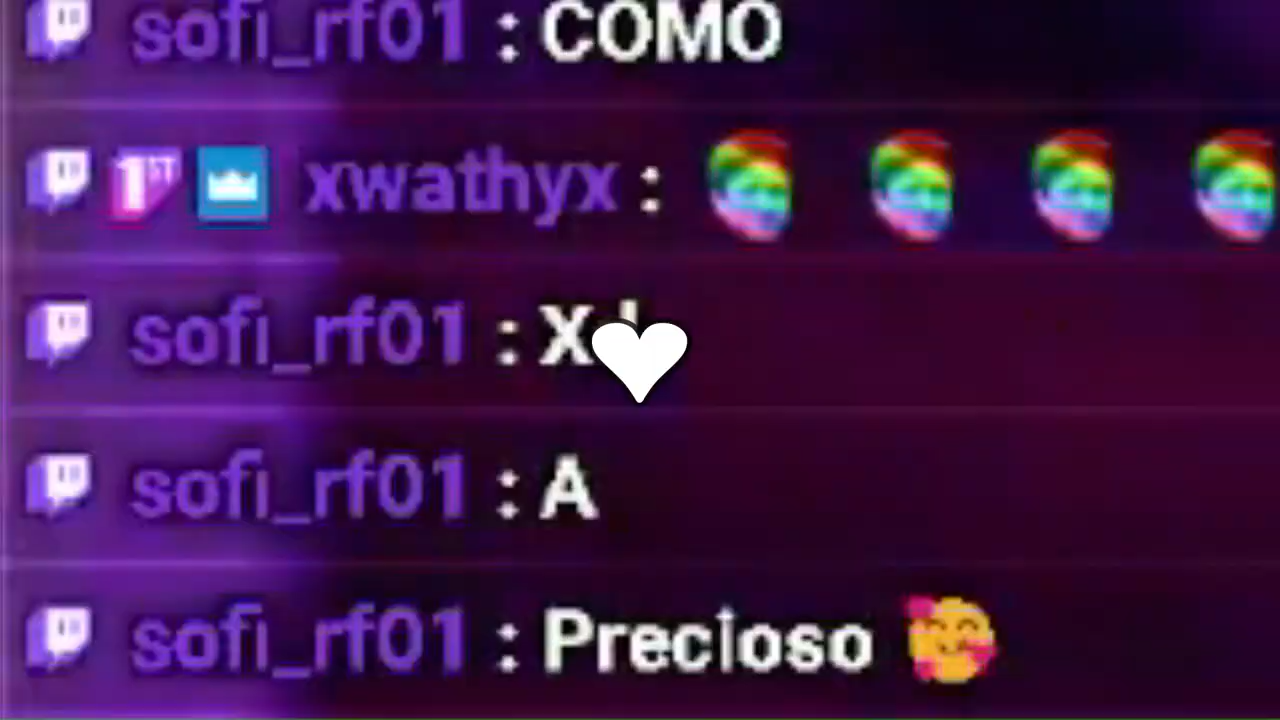 sofi_rf01 : COMO
1ST xwathyx :
sofi_rf01 : X
sofi_rf01 : A
sofi_rf01 : Precioso 🥰